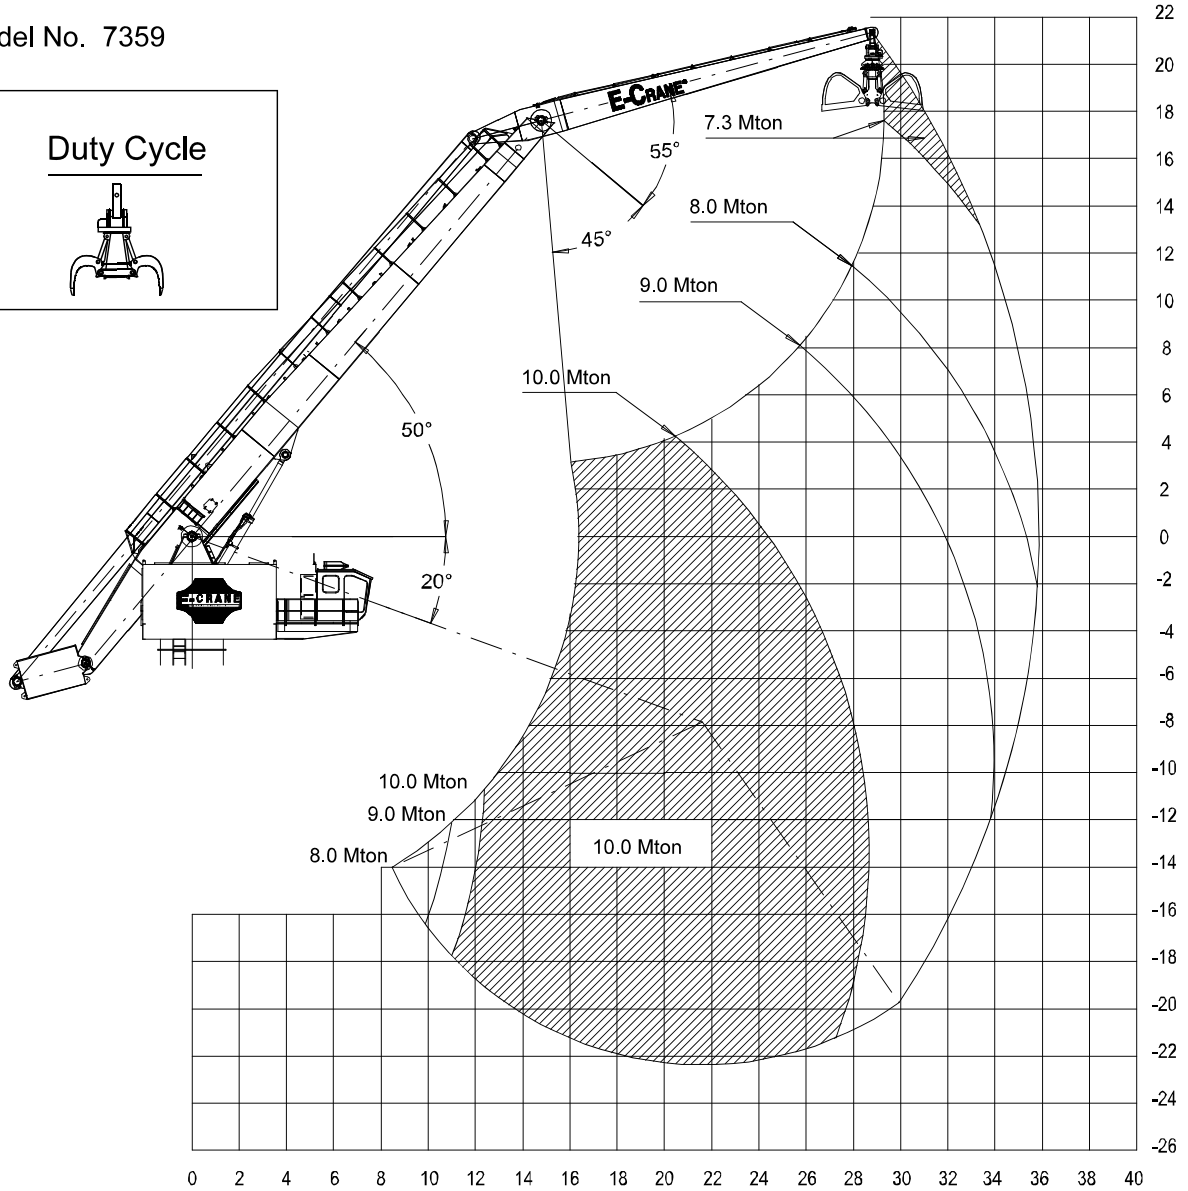 del No. 7359
Duty Cycle
E-CRANE
55°
45°
7.3 Mton
8.0 Mton
9.0 Mton
10.0 Mton
50°
20°
E-CRANE
10.0 Mton
9.0 Mton
8.0 Mton
10.0 Mton
22
20
18
16
14
12
10
8
6
4
2
0
-2
-4
-6
-8
-10
-12
-14
-16
-18
-20
-22
-24
-26
0 2 4 6 8 10 12 14 16 18 20 22 24 26 28 30 32 34 36 38 40